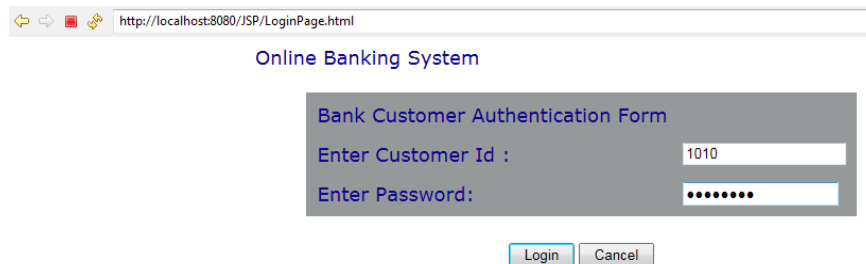 http://localhost:8080/JSP/LoginPage.html
Online Banking System
Bank Customer Authentication Form
Enter Customer Id : 1010
Enter Password: ••••••••
Login Cancel